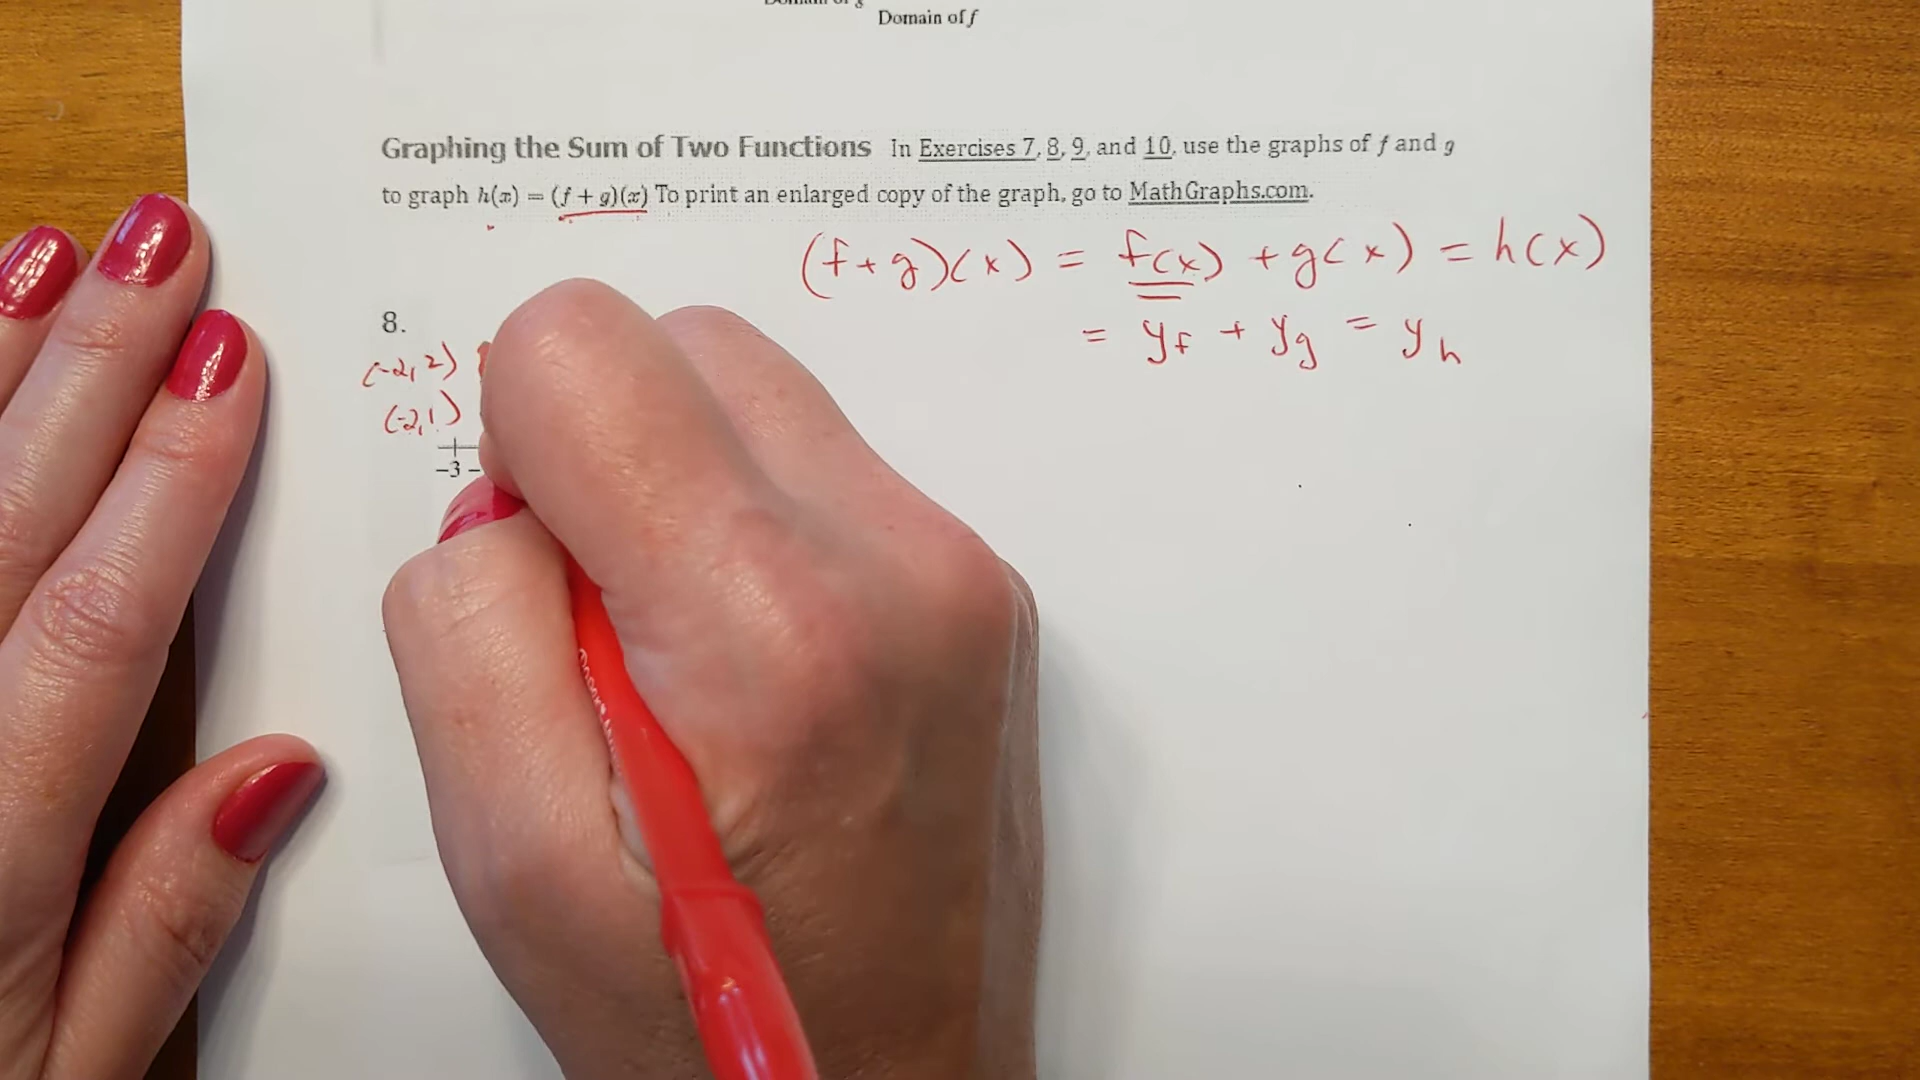 Domain of g
Domain of f
Graphing the Sum of Two Functions In Exercises 7, 8, 9, and 10, use the graphs of f and g
to graph h(x) = (f + g)(x) To print an enlarged copy of the graph, go to MathGraphs.com.
(f+g)(x) = f(x) + g(x) = h(x)
= yf + yg = yh
8.
(-2, 2)
(-2, 1)
−3 −